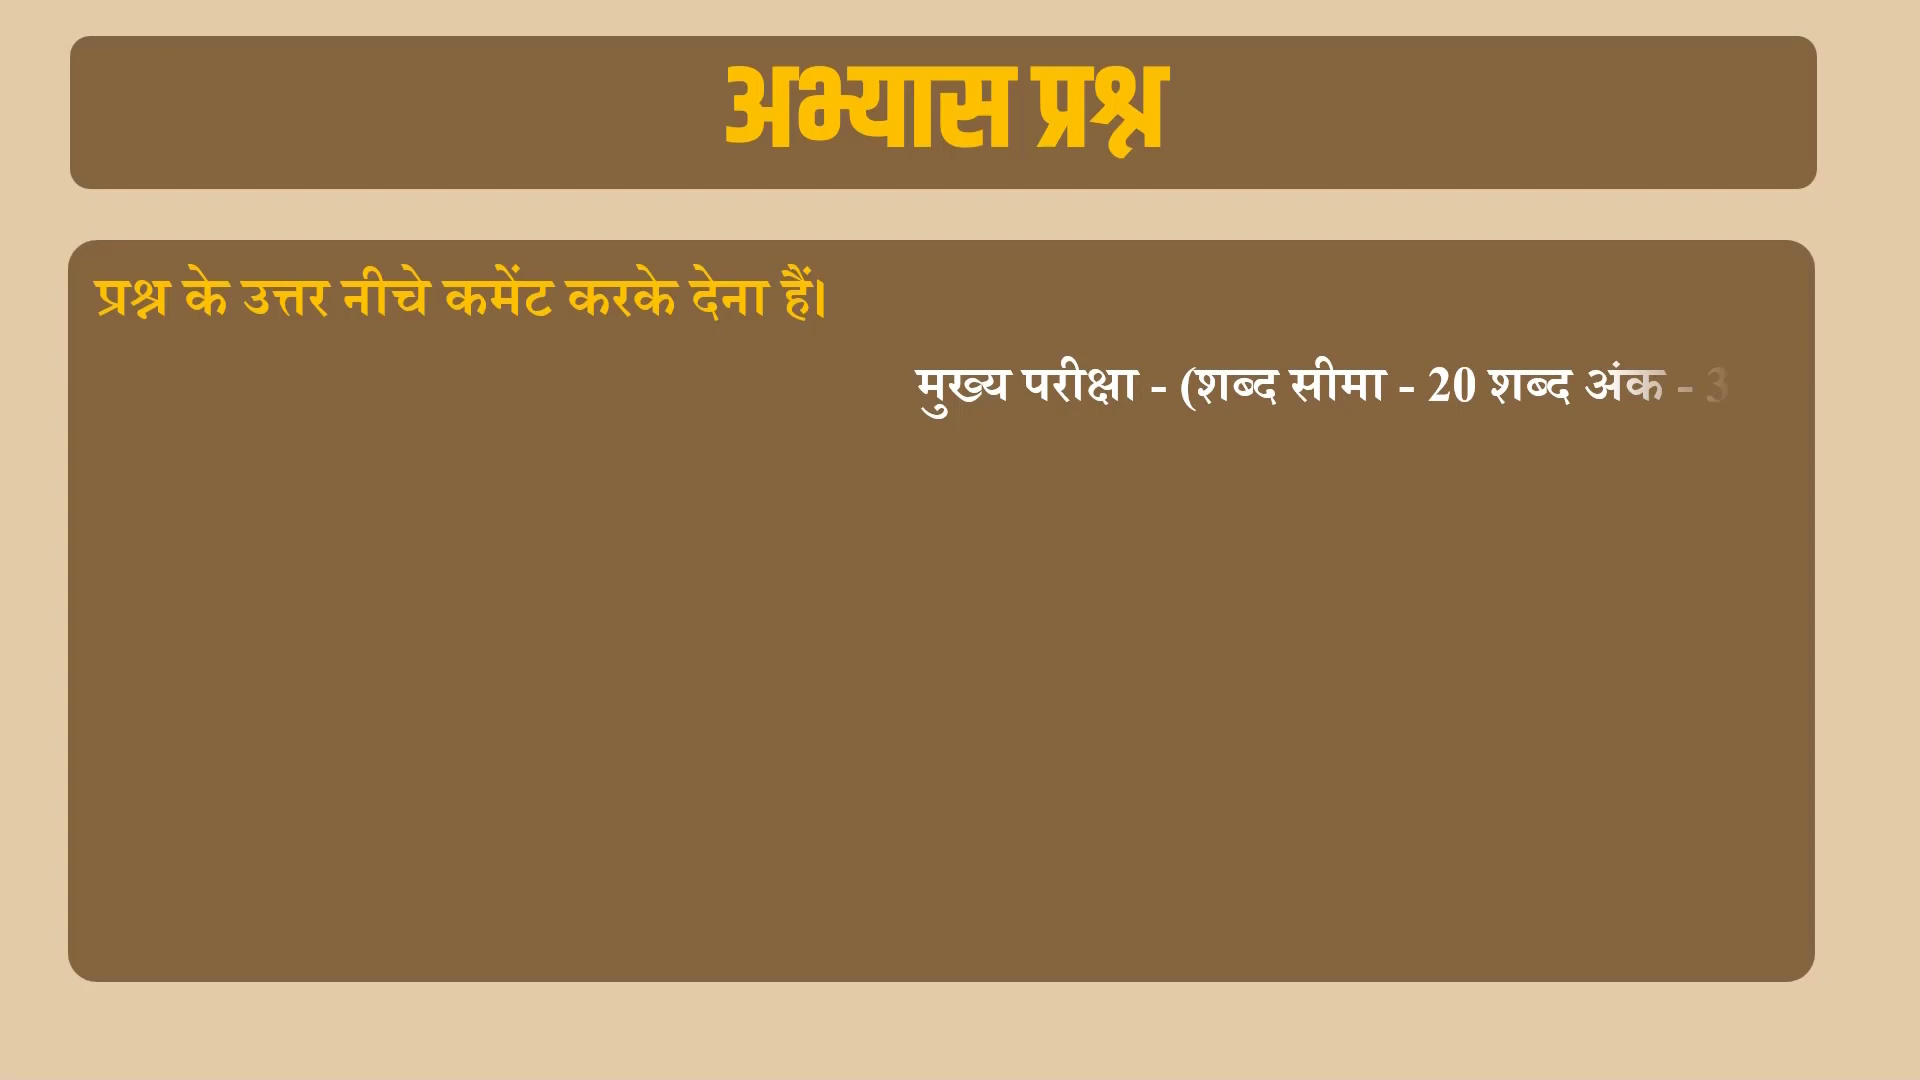 अभ्यास प्रश्न
प्रश्न के उत्तर नीचे कमेंट करके देना हैं।
मुख्य परीक्षा - (शब्द सीमा - 20 शब्द अंक - 3